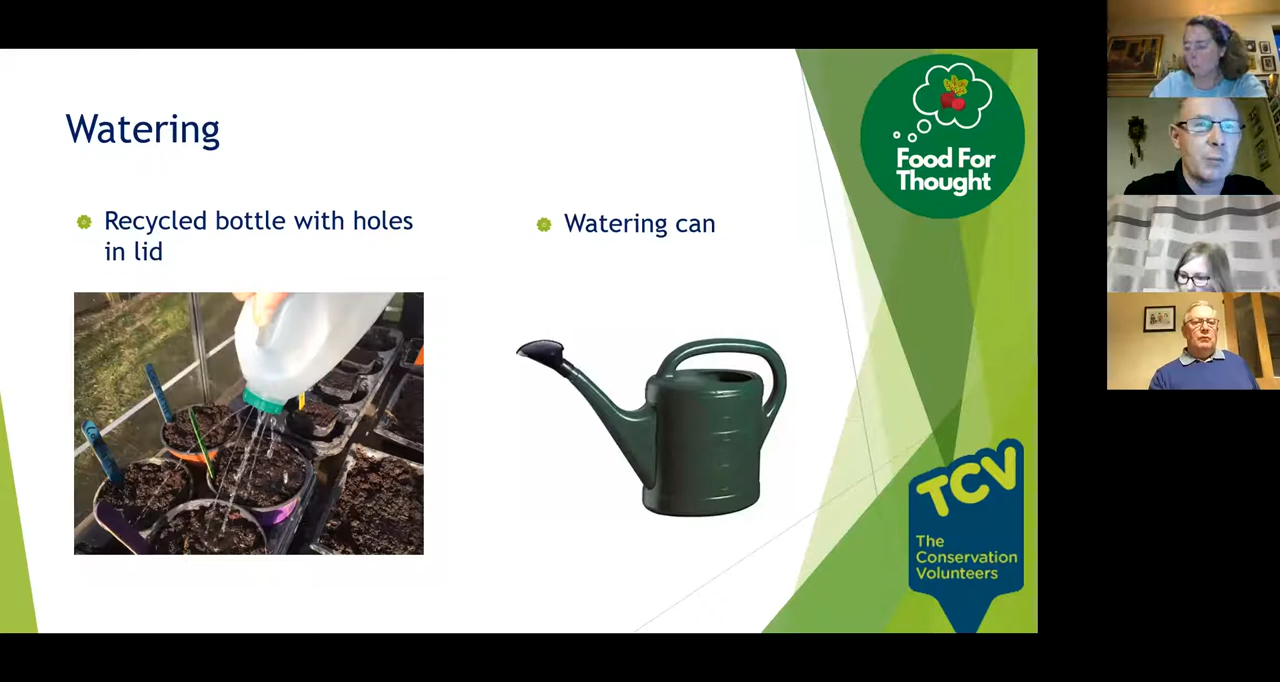 Watering
Recycled bottle with holes
in lid
Watering can
Food For
Thought
TCV
The
Conservation
Volunteers